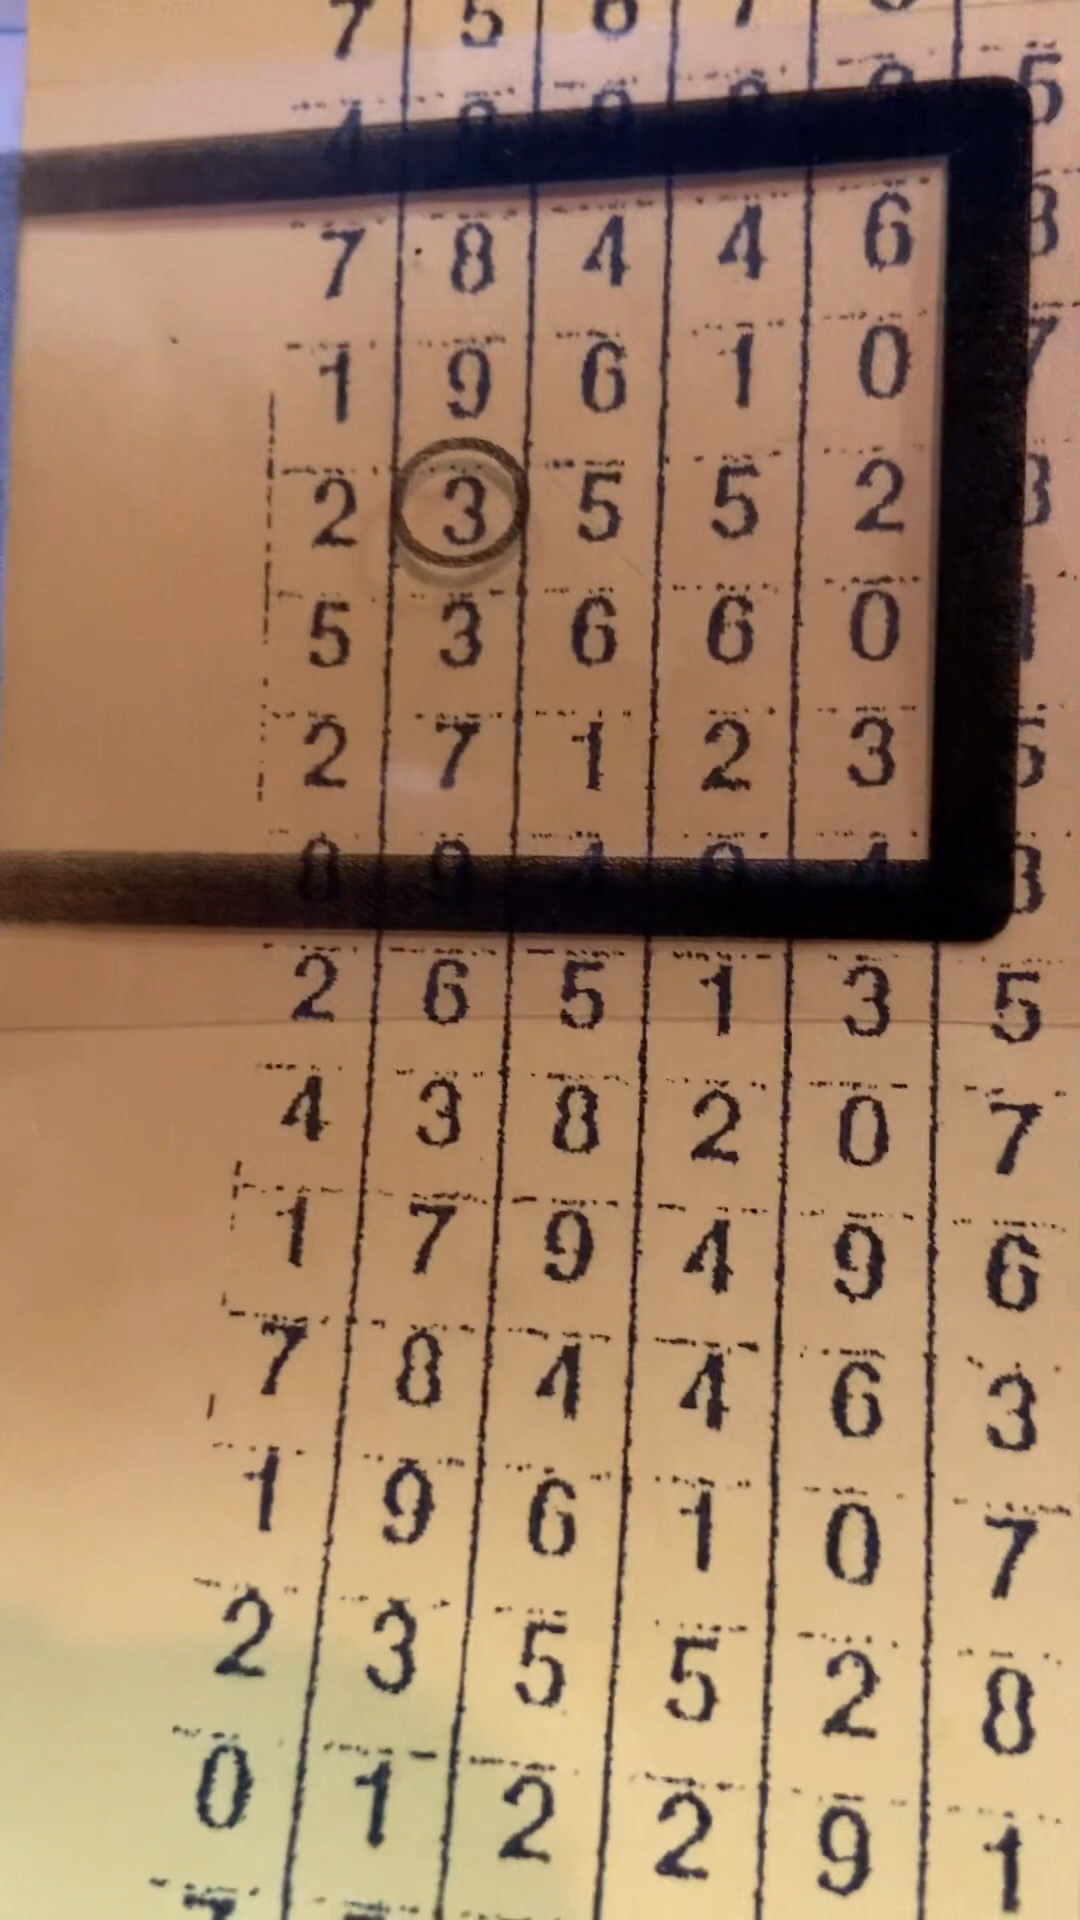 7 5
5
7 8 4 4 6
1 9 6 1 0
2 3 5 5 2
5 3 6 6 0
2 7 1 2 3
2 6 5 1 3 5
4 3 8 2 0 7
1 7 9 4 9 6
7 8 4 4 6 3
1 9 6 1 0 7
2 3 5 5 2 8
0 1 2 2 9 1